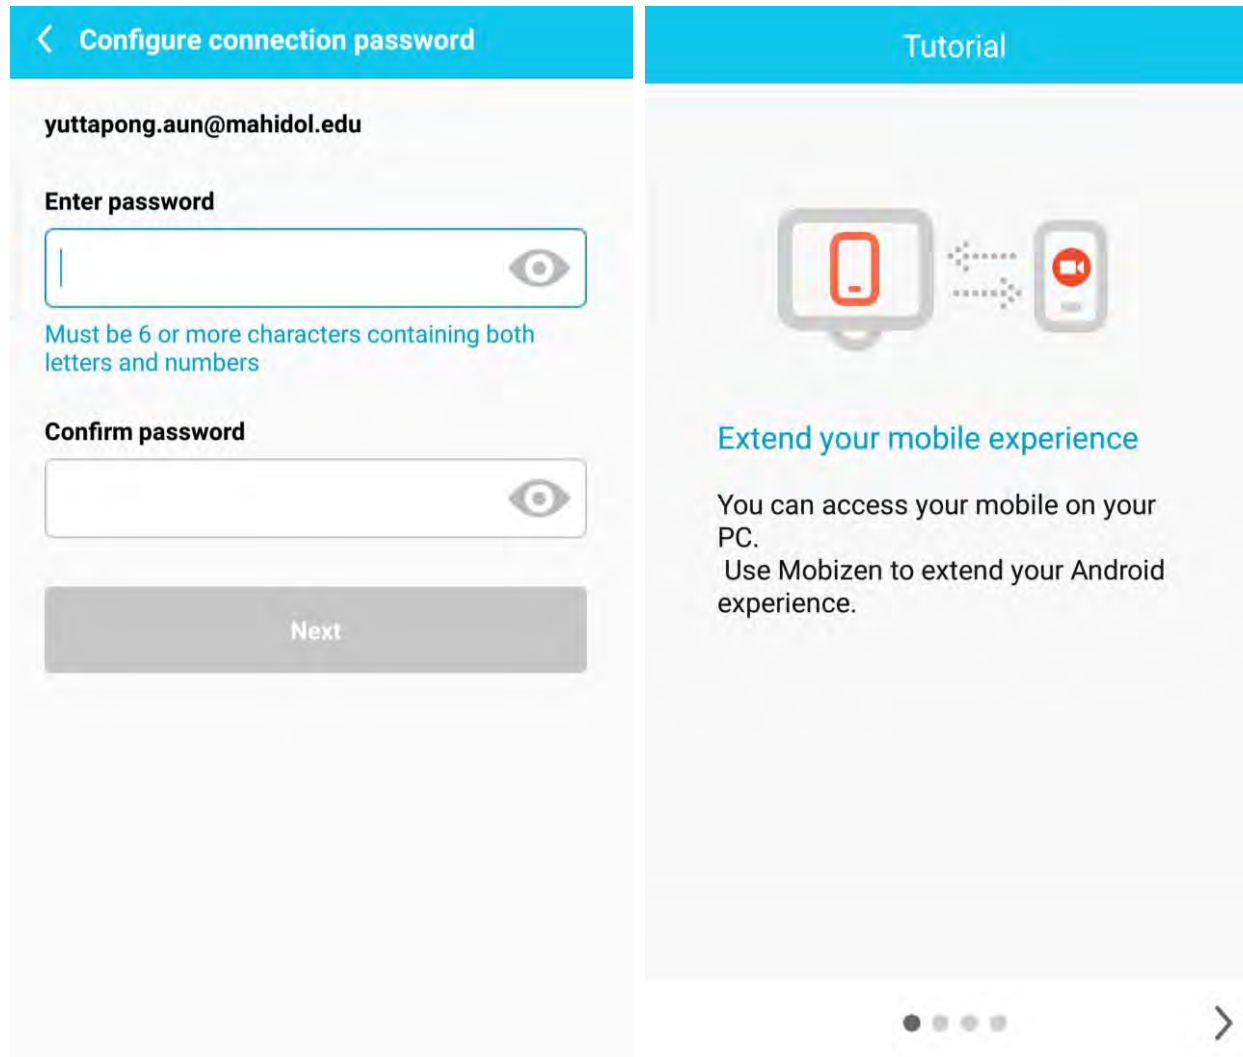 Configure connection password
yuttapong.aun@mahidol.edu
Enter password
Must be 6 or more characters containing both
letters and numbers
Confirm password
Next
Tutorial
Extend your mobile experience
You can access your mobile on your
PC.
Use Mobizen to extend your Android
experience.